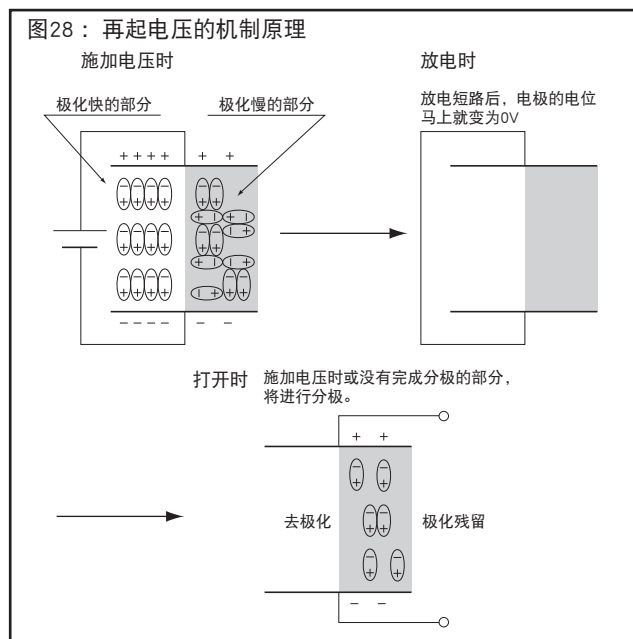 图28：再起电压的机制原理
施加电压时
极化快的部分
极化慢的部分
++++ + +
−−−− − −
放电时
放电短路后，电极的电位
马上就变为0V
打开时
施加电压时或没有完成分极的部分，
将进行分极。
+ +
去极化
极化残留
− −